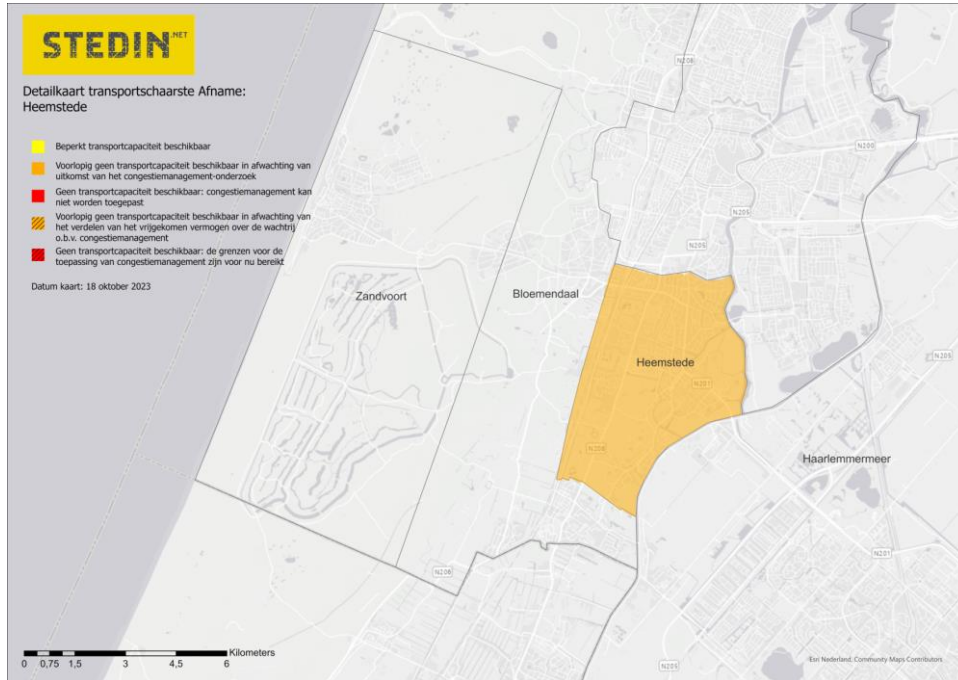 STEDIN.NET
Detailkaart transportschaarste Afname:
Heemstede
Beperkt transportcapaciteit beschikbaar
Voorlopig geen transportcapaciteit beschikbaar in afwachting van
uitkomst van het congestiemanagement-onderzoek
Geen transportcapaciteit beschikbaar: congestiemanagement kan
niet worden toegepast
Voorlopig geen transportcapaciteit beschikbaar in afwachting van
het verdelen van het vrijgekomen vermogen over de wachtrij
o.b.v. congestiemanagement
Geen transportcapaciteit beschikbaar: de grenzen voor de
toepassing van congestiemanagement zijn voor nu bereikt
Datum kaart: 18 oktober 2023
N208
N200
N205
N205
Zandvoort
Bloemendaal
Heemstede
N205
N201
N208
Haarlemmermeer
N201
N208
N205
Kilometers
0 0,75 1,5 3 4,5 6
Esri Nederland, Community Maps Contributors